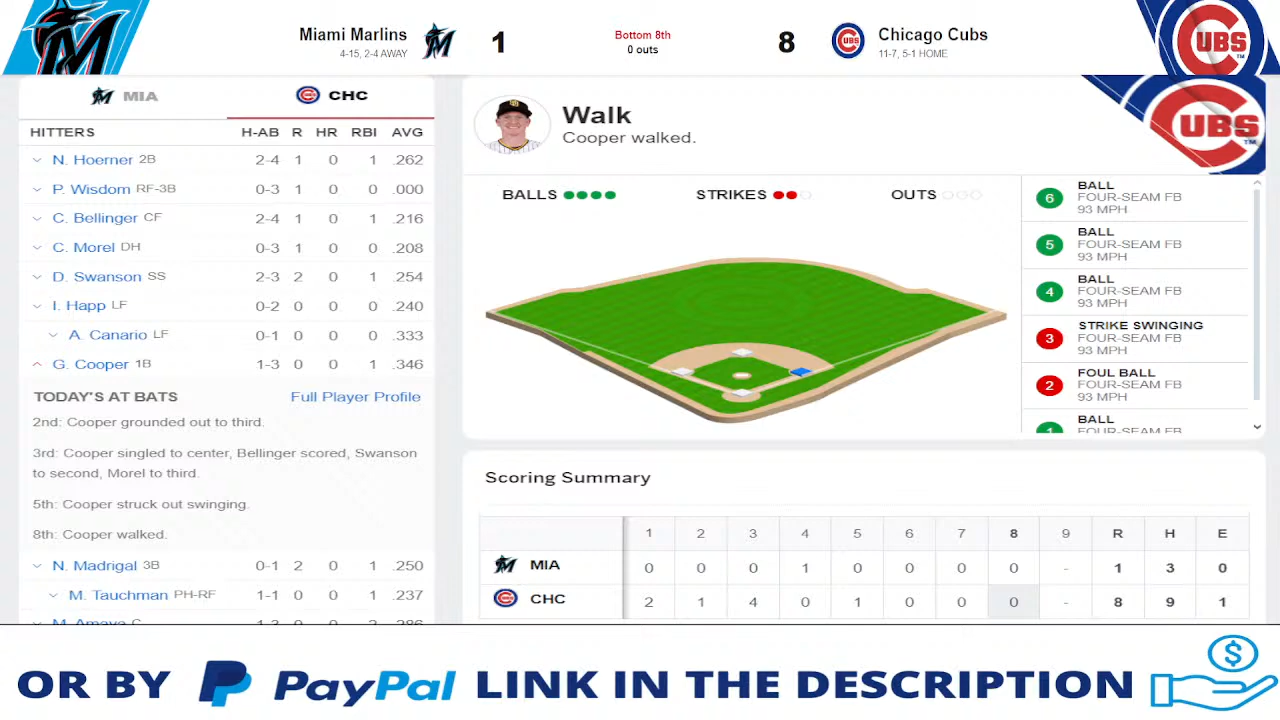 Miami Marlins
4-15, 2-4 AWAY
1
Bottom 8th
0 outs
8
Chicago Cubs
11-7, 5-1 HOME
UBS
MIA
CHC
HITTERS H-AB R HR RBI AVG
N. Hoerner 2B 2-4 1 0 1 .262
P. Wisdom RF-3B 0-3 1 0 0 .000
C. Bellinger CF 2-4 1 0 1 .216
C. Morel DH 0-3 1 0 0 .208
D. Swanson SS 2-3 2 0 1 .254
I. Happ LF 0-2 0 0 0 .240
A. Canario LF 0-1 0 0 0 .333
G. Cooper 1B 1-3 0 0 1 .346
TODAY'S AT BATS Full Player Profile
2nd: Cooper grounded out to third.
3rd: Cooper singled to center, Bellinger scored, Swanson
to second, Morel to third.
5th: Cooper struck out swinging.
8th: Cooper walked.
N. Madrigal 3B 0-1 2 0 1 .250
M. Tauchman PH-RF 1-1 0 0 1 .237
M. Amaya C
Walk
Cooper walked.
UBS
BALLS
STRIKES
OUTS
6 BALL
FOUR-SEAM FB
93 MPH
5 BALL
FOUR-SEAM FB
93 MPH
4 BALL
FOUR-SEAM FB
93 MPH
3 STRIKE SWINGING
FOUR-SEAM FB
93 MPH
2 FOUL BALL
FOUR-SEAM FB
93 MPH
1 BALL
FOUR-SEAM FB
Scoring Summary
1 2 3 4 5 6 7 8 9 R H E
MIA 0 0 0 1 0 0 0 0 - 1 3 0
CHC 2 1 4 0 1 0 0 0 - 8 9 1
OR BY PayPal LINK IN THE DESCRIPTION